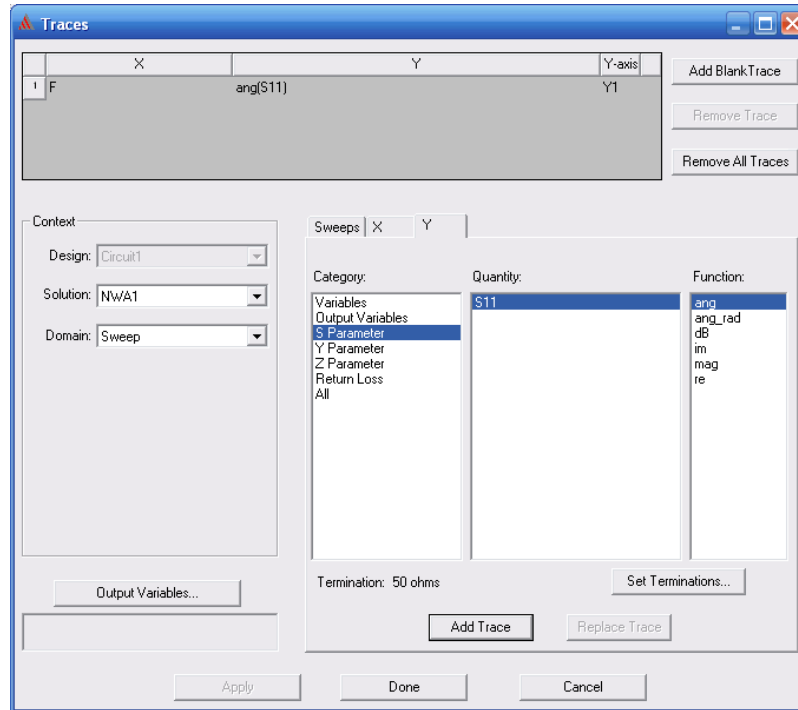 Traces
X Y Y-axis
1 F ang(S11) Y1
Add BlankTrace
Remove Trace
Remove All Traces
Context
Design: Circuit1
Solution: NWA1
Domain: Sweep
Output Variables...
Sweeps X Y
Category: Quantity: Function:
Variables S11 ang
Output Variables ang_rad
S Parameter dB
Y Parameter im
Z Parameter mag
Return Loss re
All
Termination: 50 ohms
Set Terminations...
Add Trace Replace Trace
Apply Done Cancel